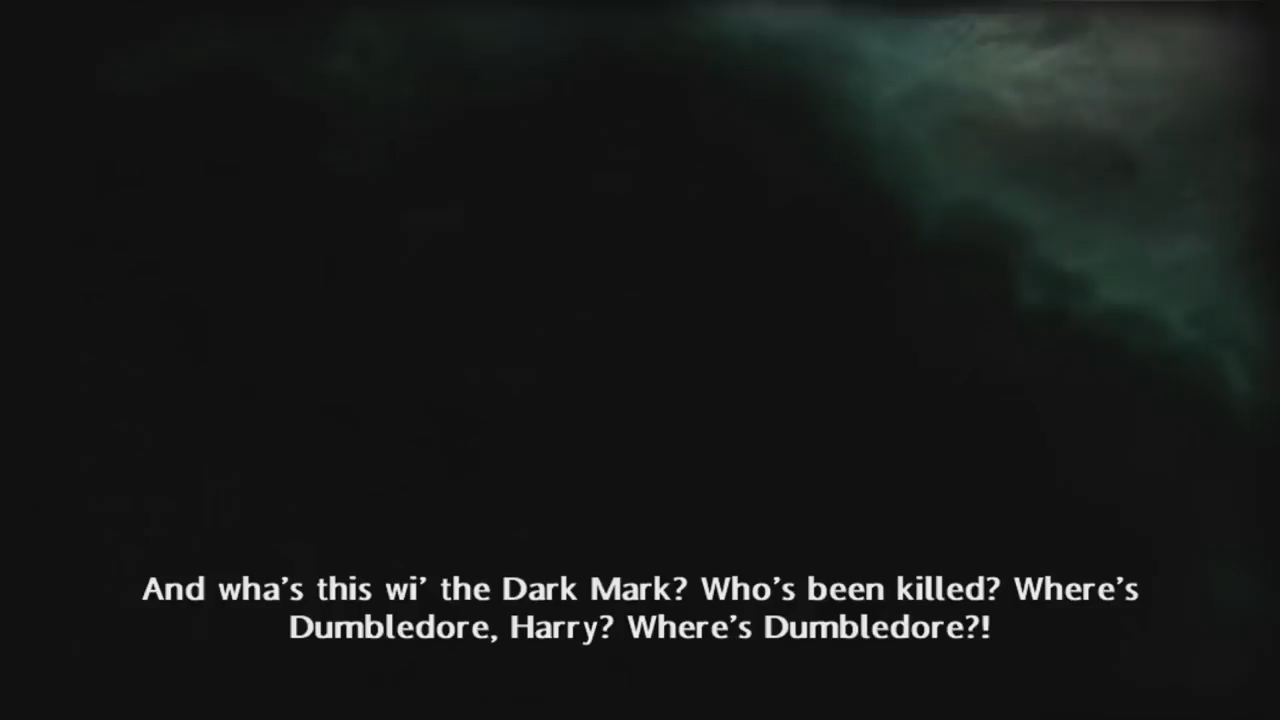 And wha's this wi' the Dark Mark? Who's been killed? Where's
Dumbledore, Harry? Where's Dumbledore?!